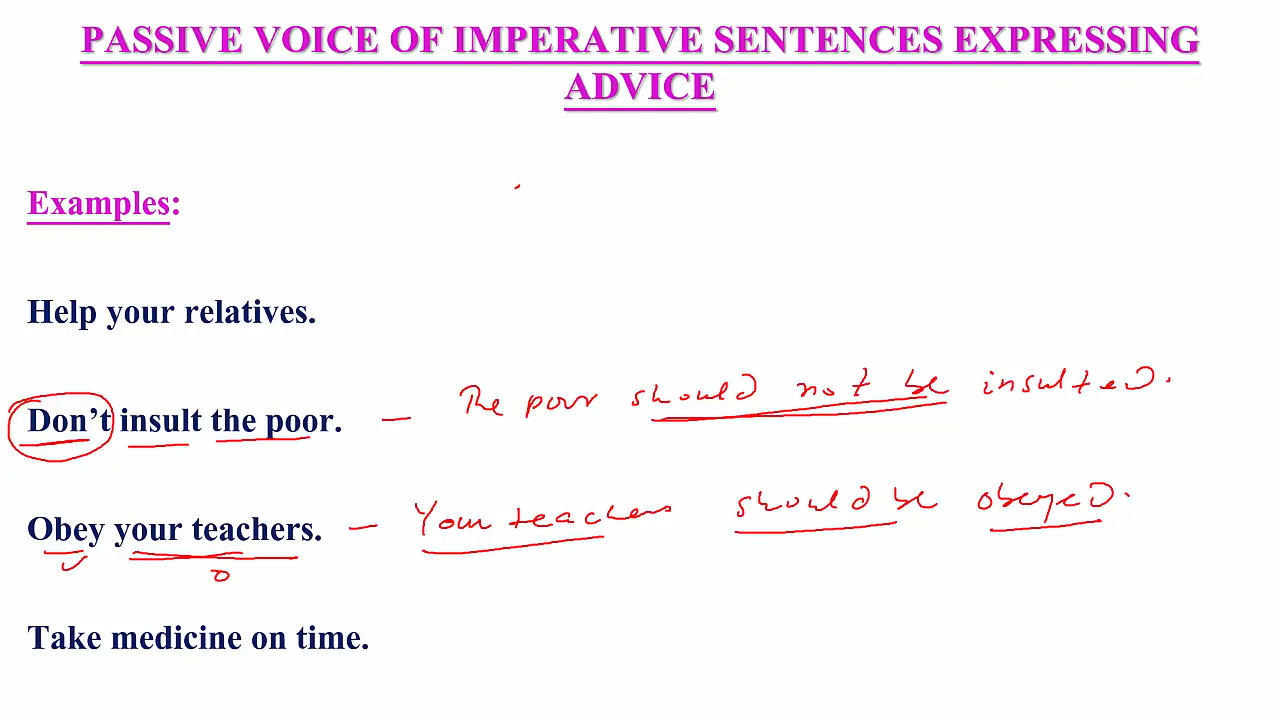 PASSIVE VOICE OF IMPERATIVE SENTENCES EXPRESSING
ADVICE
Examples:
Help your relatives.
Don't insult the poor. – The poor should not be insulted.
Obey your teachers. – Your teachers should be obeyed.
v o
Take medicine on time.